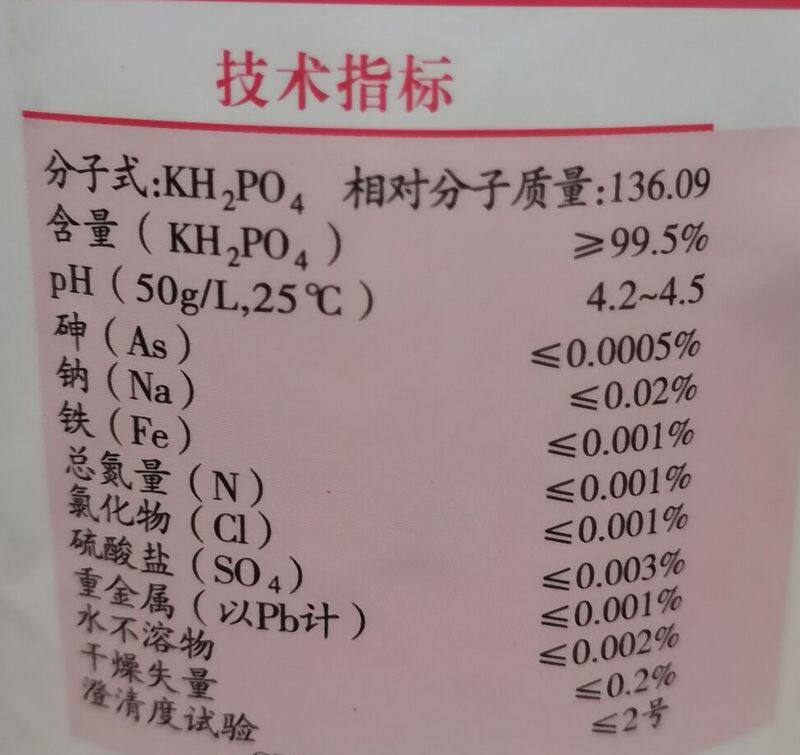 技术指标
分子式:KH₂PO₄ 相对分子质量:136.09
含量(KH₂PO₄) ≥99.5%
pH(50g/L,25℃) 4.2~4.5
砷(As) ≤0.0005%
钠(Na) ≤0.02%
铁(Fe) ≤0.001%
总氮量(N) ≤0.001%
氯化物(Cl) ≤0.001%
硫酸盐(SO₄) ≤0.003%
重金属(以Pb计) ≤0.001%
水不溶物 ≤0.002%
干燥失量 ≤0.2%
澄清度试验 ≤2号